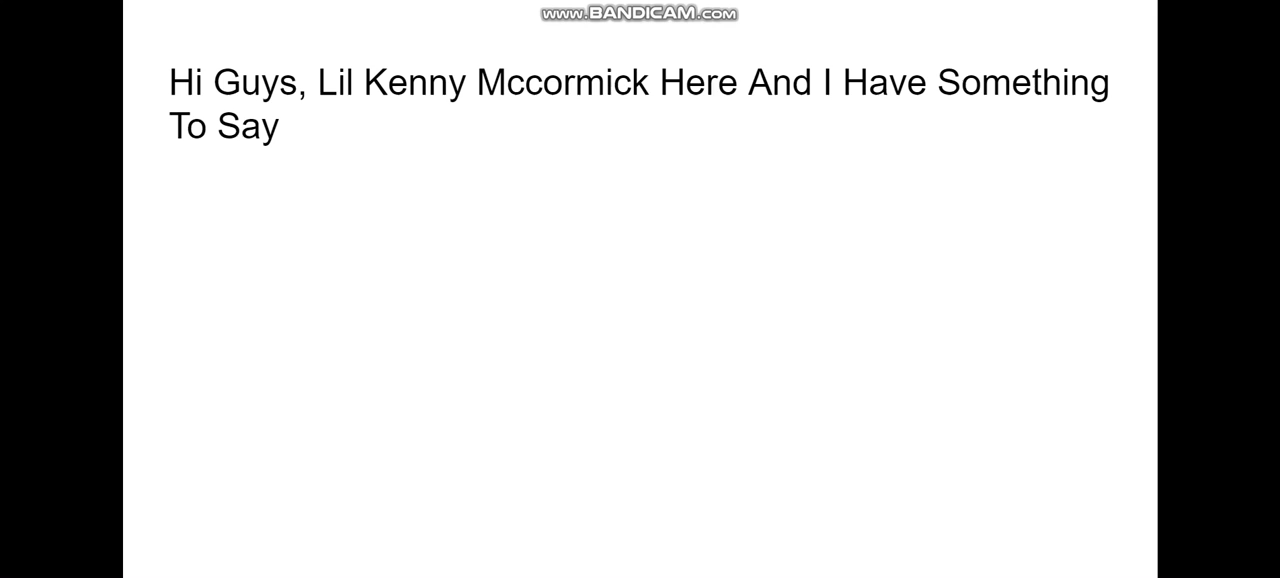 www.BANDICAM.com
Hi Guys, Lil Kenny Mccormick Here And I Have Something
To Say